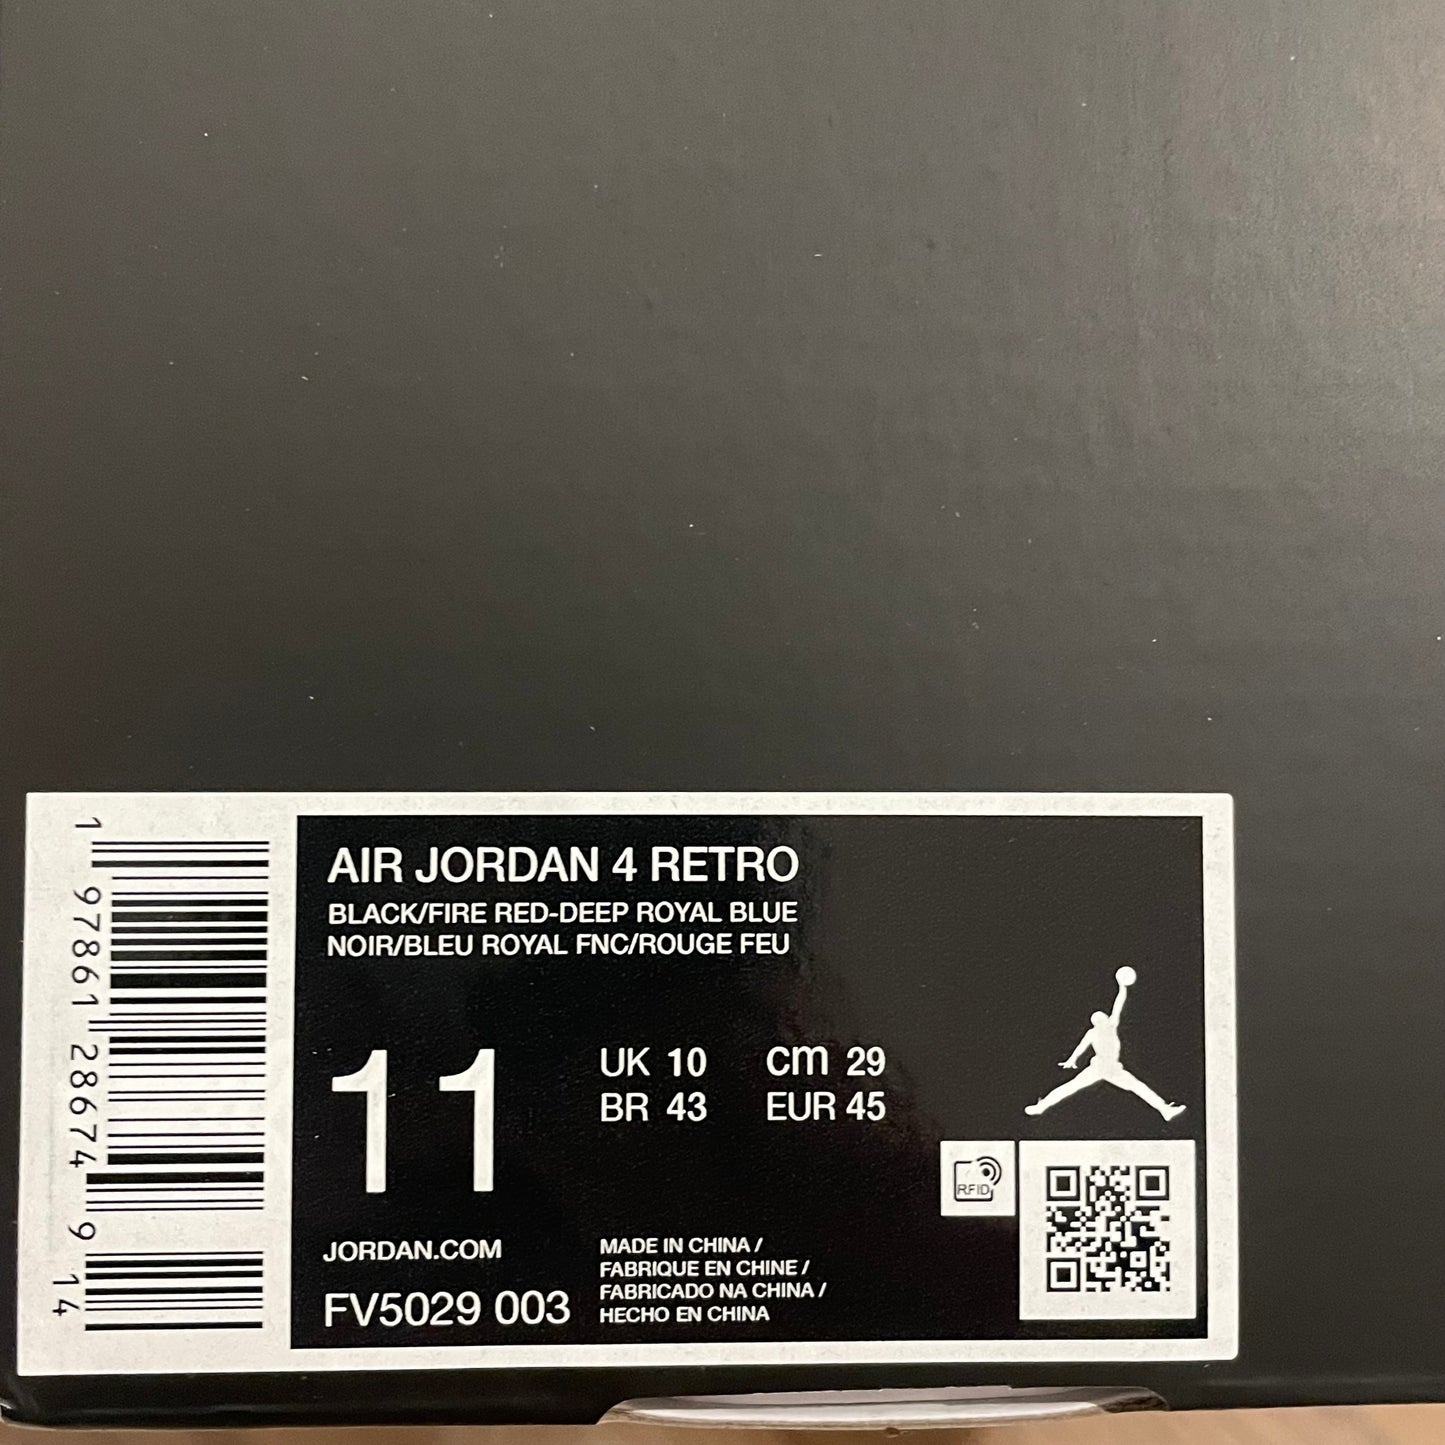 AIR JORDAN 4 RETRO
BLACK/FIRE RED-DEEP ROYAL BLUE
NOIR/BLEU ROYAL FNC/ROUGE FEU
11
UK 10 cm 29
BR 43 EUR 45
RFID
JORDAN.COM
FV5029 003
MADE IN CHINA /
FABRIQUE EN CHINE /
FABRICADO NA CHINA /
HECHO EN CHINA
1 97861 28674 9 14